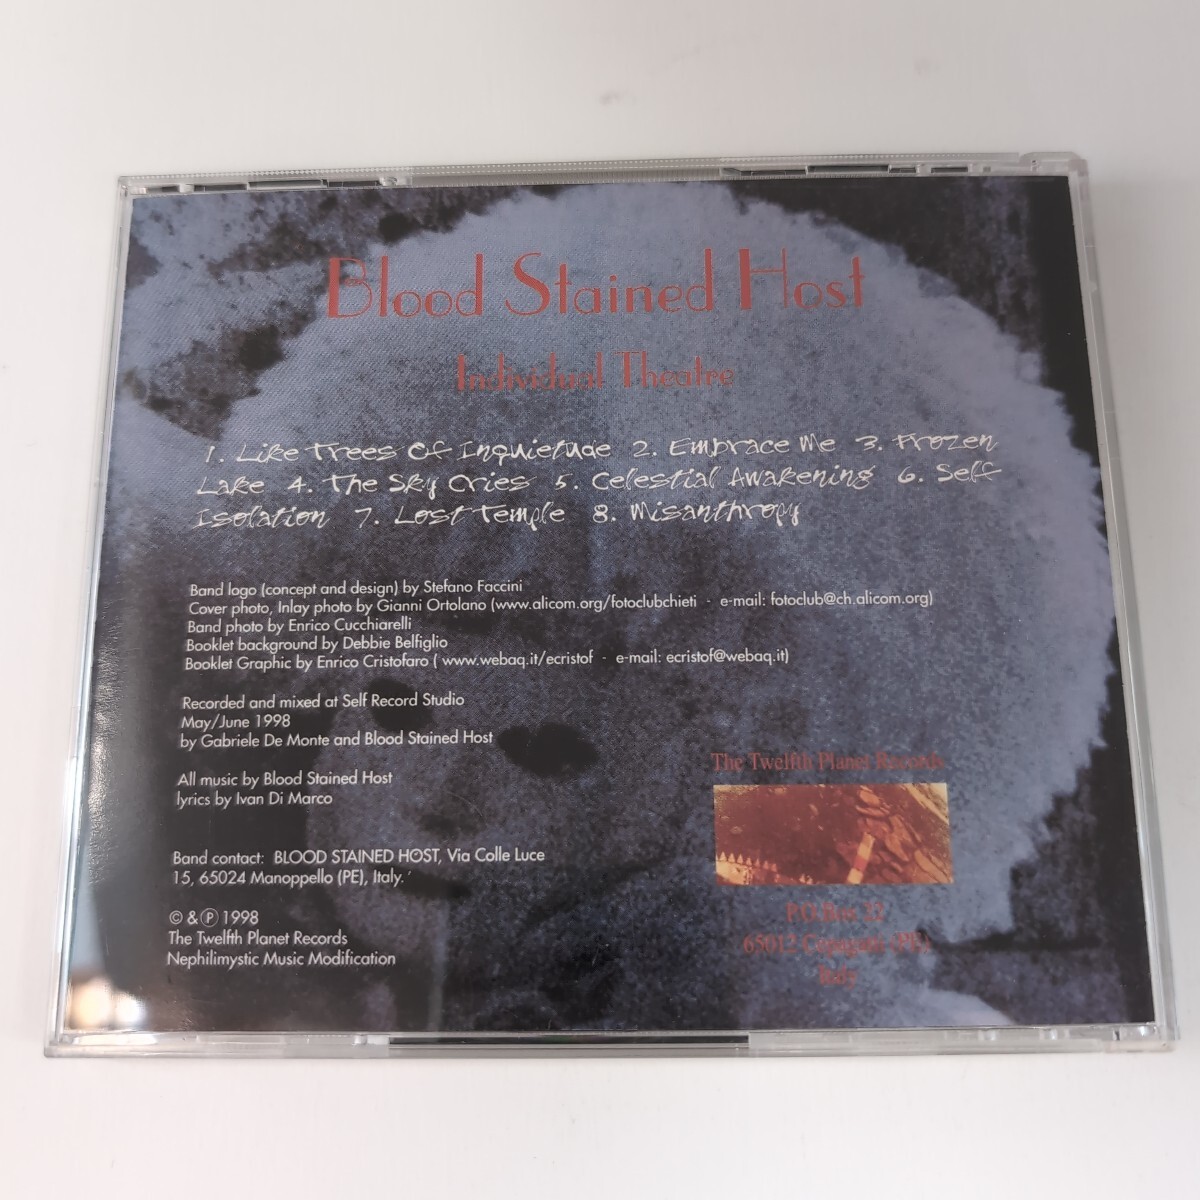 Blood Stained Host
Individual Theatre
1. Like Trees Of Inquietude 2. Embrace Me 3. Frozen
Lake 4. The Sky Cries 5. Celestial Awakening 6. Self
Isolation 7. Lost Temple 8. Misanthropy
Band logo (concept and design) by Stefano Faccini
Cover photo, Inlay photo by Gianni Ortolano (www.alicom.org/fotoclubchieti - e-mail: fotoclub@ch.alicom.org)
Band photo by Enrico Cucchiarelli
Booklet background by Debbie Belfiglio
Booklet Graphic by Enrico Cristofaro ( www.webaq.it/ecristof - e-mail: ecristof@webaq.it)
Recorded and mixed at Self Record Studio
May/June 1998
by Gabriele De Monte and Blood Stained Host
All music by Blood Stained Host
lyrics by Ivan Di Marco
Band contact: BLOOD STAINED HOST, Via Colle Luce
15, 65024 Manoppello (PE), Italy.
© & ℗ 1998
The Twelfth Planet Records
Nephilimystic Music Modification
The Twelfth Planet Records
P.O.Box 22
65012 Cepagatti (PE)
Italy